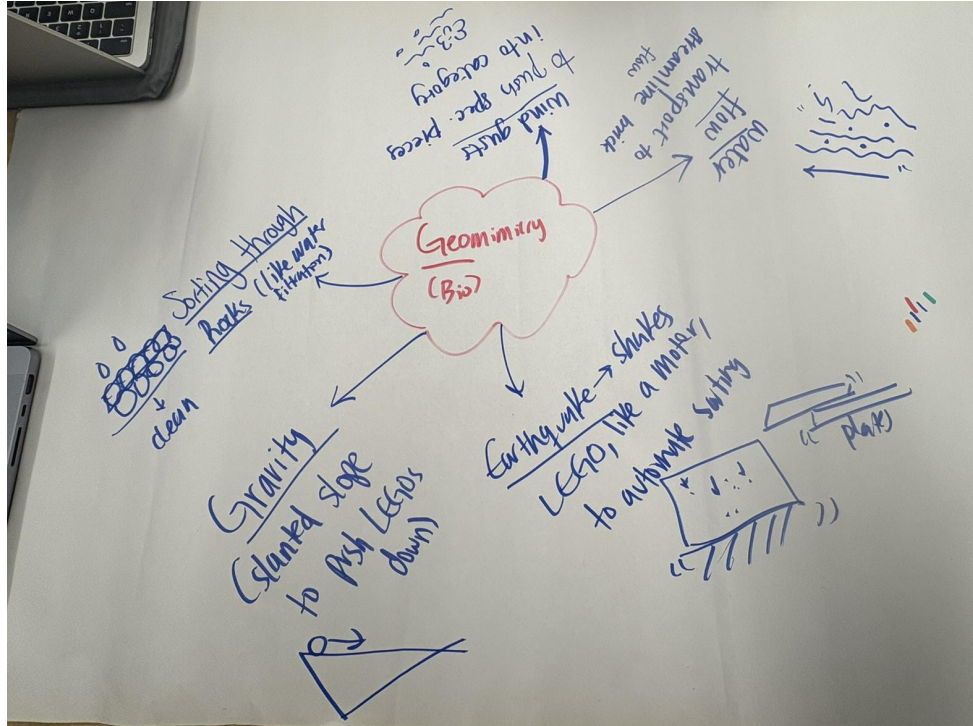 Geomimicry
(Bio)
Wind gusts
to push spec. pieces
into category
Water
flow
transport to
streamline brick
flow
Sorting through
Rocks (like water
filtration)
clean
Gravity
(slanted slope
to push LEGOs
down)
Earthquake → shakes
LEGO, like a moter,
to automate sorting
plates